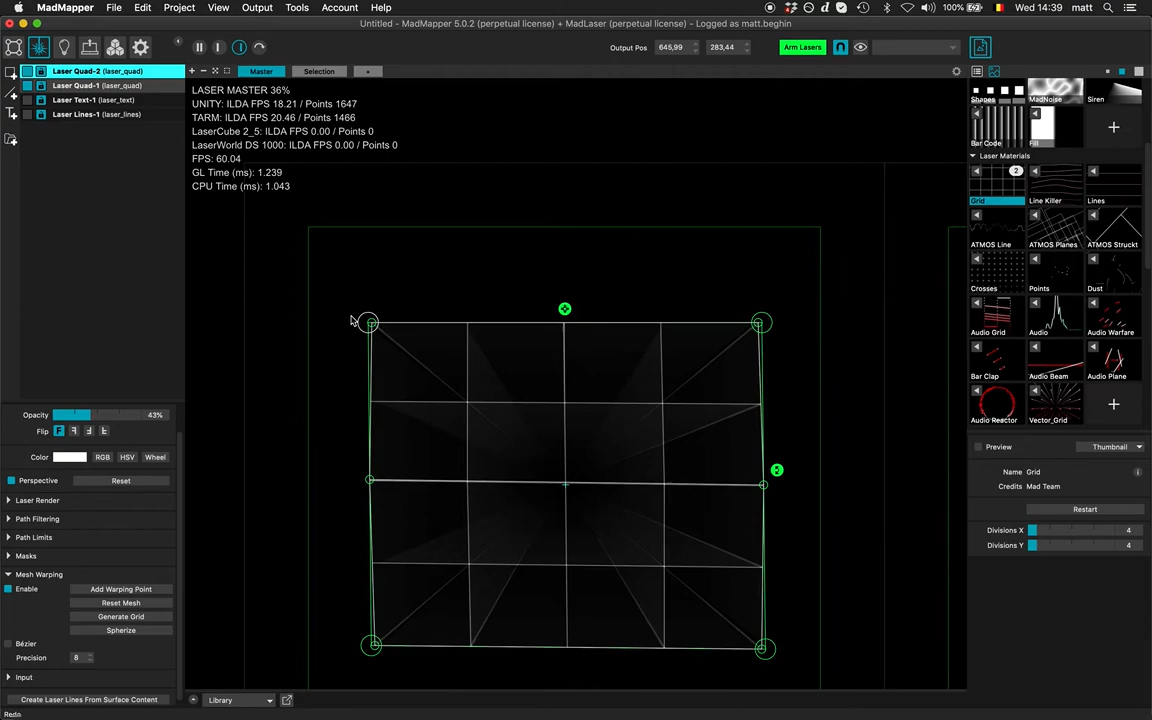 MadMapper File Edit Project View Output Tools Account Help 100% Wed 14:39 matt
Untitled - MadMapper 5.0.2 (perpetual license) + MadLaser (perpetual license) - Logged as matt.beghin
Output Pos 645,99 283,44 Arm Lasers
Laser Quad-2 (laser_quad)
Laser Quad-1 (laser_quad)
Laser Text-1 (laser_text)
Laser Lines-1 (laser_lines)
Master Selection +
LASER MASTER 36%
UNITY: ILDA FPS 18.21 / Points 1647
TARM: ILDA FPS 20.46 / Points 1466
LaserCube 2_5: ILDA FPS 0.00 / Points 0
LaserWorld DS 1000: ILDA FPS 0.00 / Points 0
FPS: 60.04
GL Time (ms): 1.239
CPU Time (ms): 1.043
Shapes MadNoise Siren
Bar Code Fill
Laser Materials
2
Grid Line Killer Lines
ATMOS Line ATMOS Planes ATMOS Struckt
Crosses Points Dust
Audio Grid Audio Audio Warfare
Bar Clap Audio Beam Audio Plane
Audio Reactor Vector_Grid
Preview Thumbnail
Name Grid
Credits Mad Team
Restart
Divisions X 4
Divisions Y 4
Opacity 43%
Flip
Color RGB HSV Wheel
Perspective Reset
Laser Render
Path Filtering
Path Limits
Masks
Mesh Warping
Enable Add Warping Point
Reset Mesh
Generate Grid
Spherize
Bézier
Precision 8
Input
Create Laser Lines From Surface Content
Library
Redo